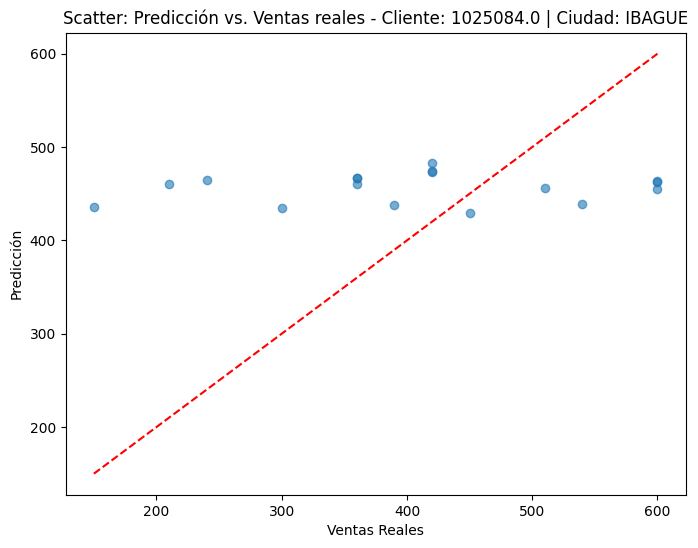 Scatter: Predicción vs. Ventas reales - Cliente: 1025084.0 | Ciudad: IBAGUE
600
500
400
300
200
Predicción
200 300 400 500 600
Ventas Reales